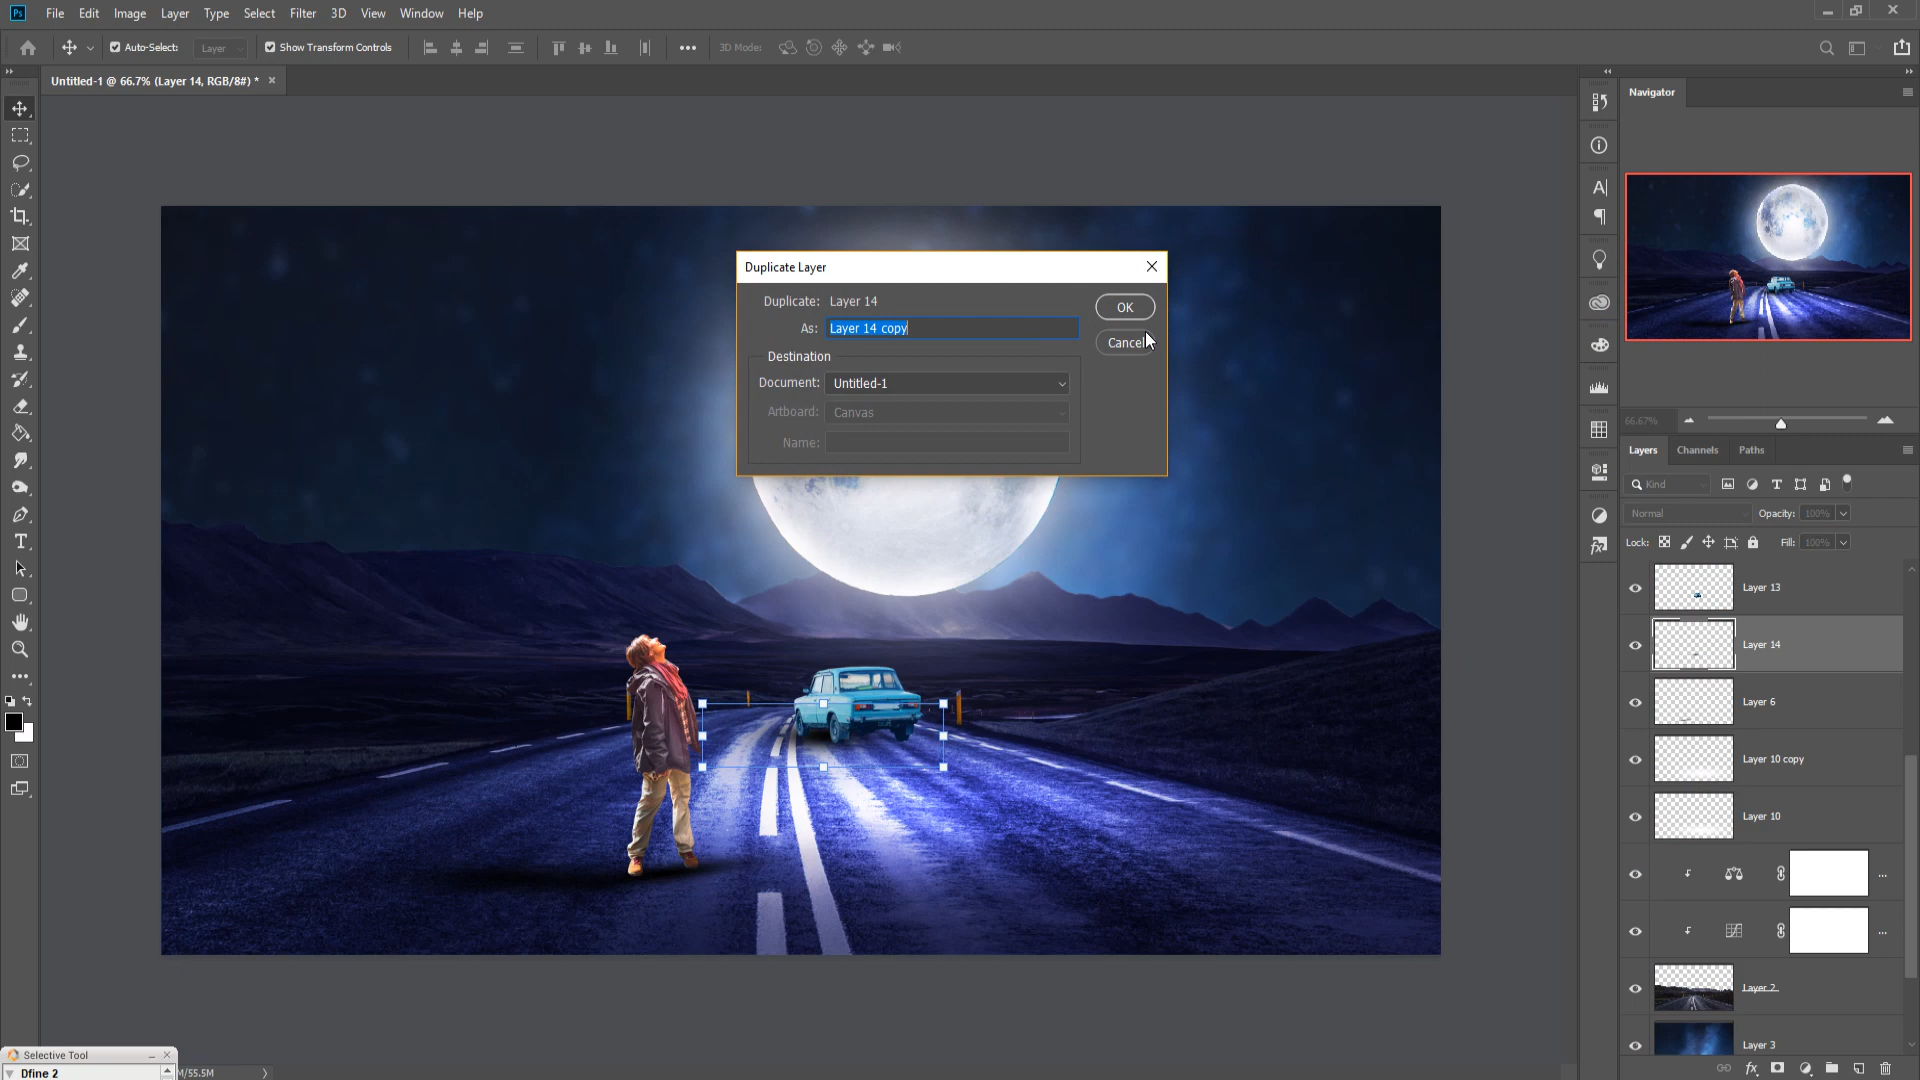 Ps File Edit Image Layer Type Select Filter 3D View Window Help
Auto-Select: Layer Show Transform Controls 3D Mode:
Untitled-1 @ 66.7% (Layer 14, RGB/8#) *
Navigator
Duplicate Layer
Duplicate: Layer 14
OK
As: Layer 14 copy
Cancel
Destination
Document: Untitled-1
Artboard: Canvas
Name:
66.67%
Layers Channels Paths
Kind
Normal Opacity: 100%
Lock: Fill: 100%
Layer 13
Layer 14
Layer 6
Layer 10 copy
Layer 10
Layer 2
Layer 3
Selective Tool
Dfine 2
M/55.5M